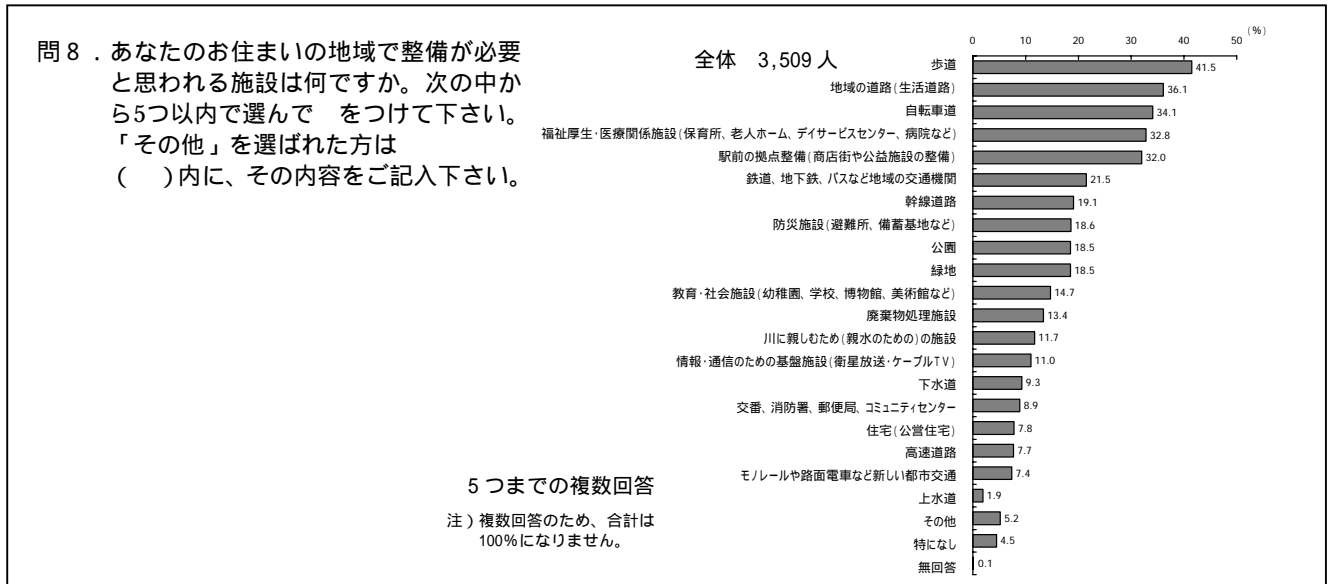 問8．あなたのお住まいの地域で整備が必要
と思われる施設は何ですか。次の中か
ら5つ以内で選んで　をつけて下さい。
「その他」を選ばれた方は
(　)内に、その内容をご記入下さい。
全体　3,509人
(%)
0 10 20 30 40 50
歩道 41.5
地域の道路(生活道路) 36.1
自転車道 34.1
福祉厚生・医療関係施設(保育所、老人ホーム、デイサービスセンター、病院など) 32.8
駅前の拠点整備(商店街や公益施設の整備) 32.0
鉄道、地下鉄、バスなど地域の交通機関 21.5
幹線道路 19.1
防災施設(避難所、備蓄基地など) 18.6
公園 18.5
緑地 18.5
教育・社会施設(幼稚園、学校、博物館、美術館など) 14.7
廃棄物処理施設 13.4
川に親しむため(親水のための)の施設 11.7
情報・通信のための基盤施設(衛星放送・ケーブルTV) 11.0
下水道 9.3
交番、消防署、郵便局、コミュニティセンター 8.9
住宅(公営住宅) 7.8
高速道路 7.7
モノレールや路面電車など新しい都市交通 7.4
上水道 1.9
その他 5.2
特になし 4.5
無回答 0.1
5つまでの複数回答
注)複数回答のため、合計は
100%になりません。